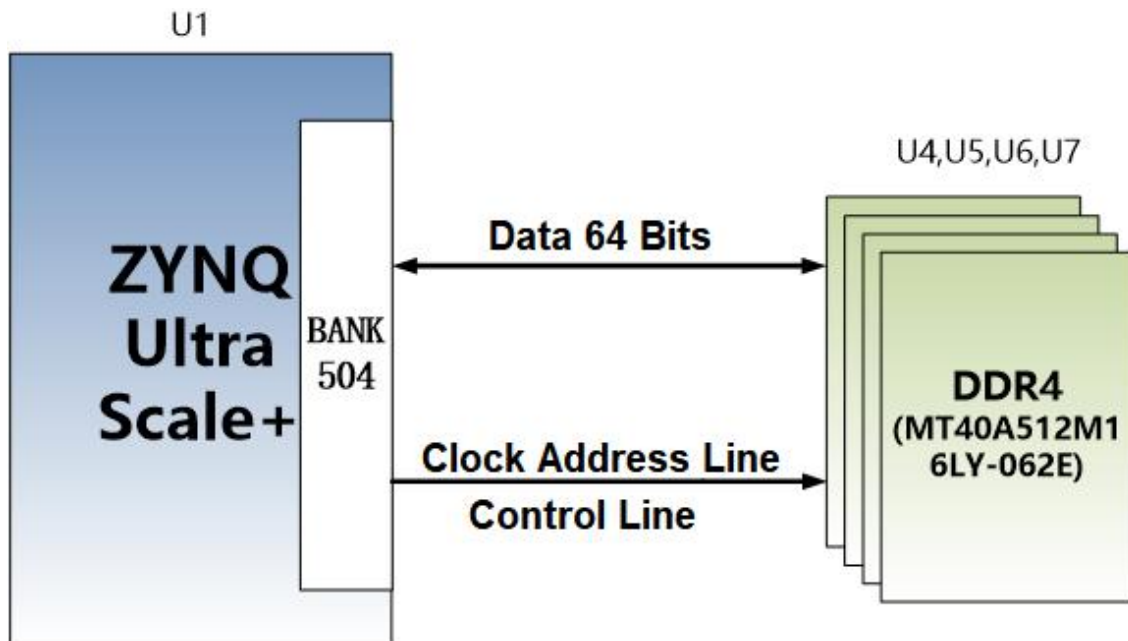 U1
ZYNQ
Ultra
Scale+
BANK
504
Data 64 Bits
Clock Address Line
Control Line
U4,U5,U6,U7
DDR4
(MT40A512M1
6LY-062E)